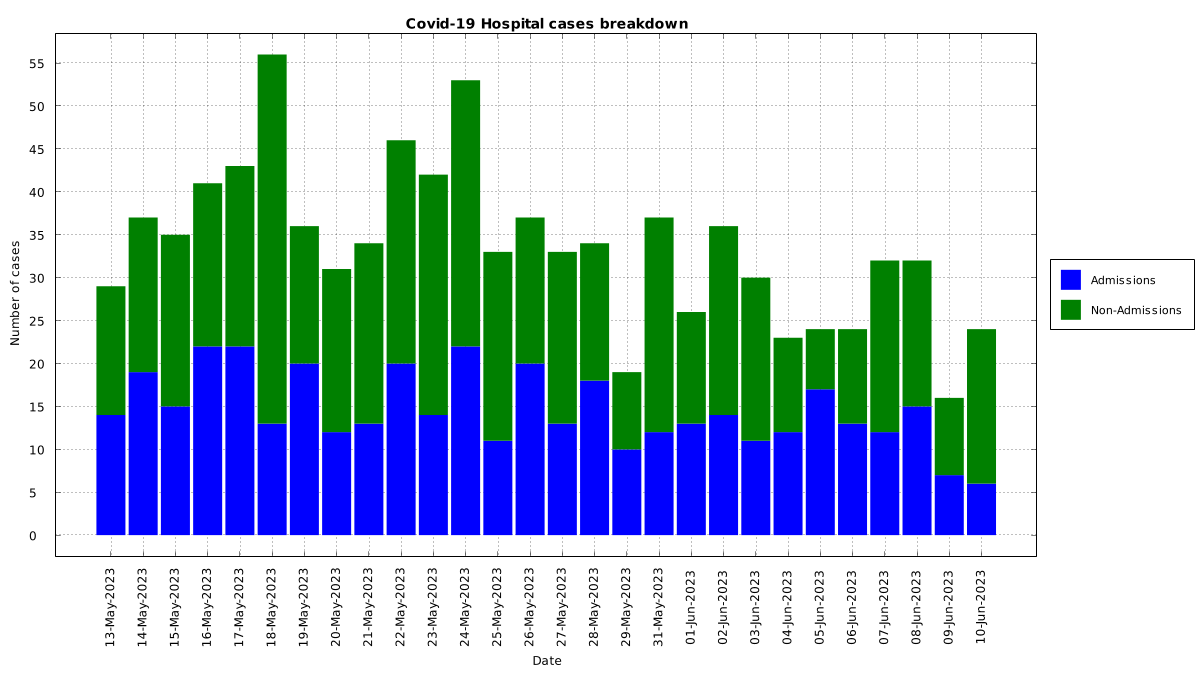 Covid-19 Hospital cases breakdown
55
50
45
40
35
30
25
20
15
10
5
0
Number of cases
Admissions
Non-Admissions
13-May-2023
14-May-2023
15-May-2023
16-May-2023
17-May-2023
18-May-2023
19-May-2023
20-May-2023
21-May-2023
22-May-2023
23-May-2023
24-May-2023
25-May-2023
26-May-2023
27-May-2023
28-May-2023
29-May-2023
31-May-2023
01-Jun-2023
02-Jun-2023
03-Jun-2023
04-Jun-2023
05-Jun-2023
06-Jun-2023
07-Jun-2023
08-Jun-2023
09-Jun-2023
10-Jun-2023
Date